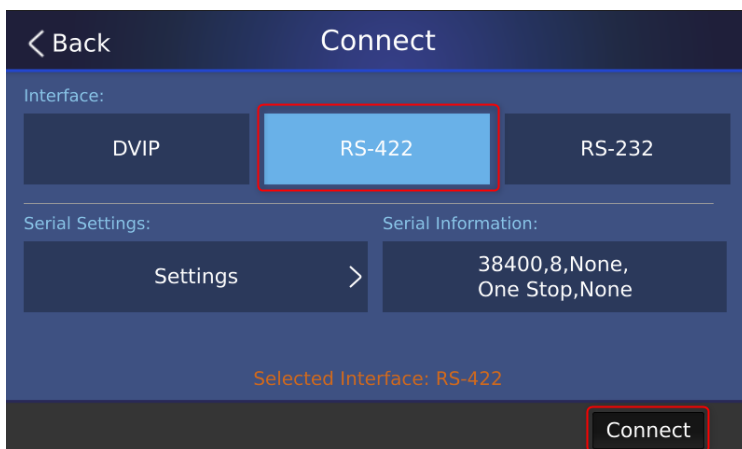 Back
Connect
Interface:
DVIP
RS-422
RS-232
Serial Settings:
Serial Information:
Settings
38400,8,None,
One Stop,None
Selected Interface: RS-422
Connect